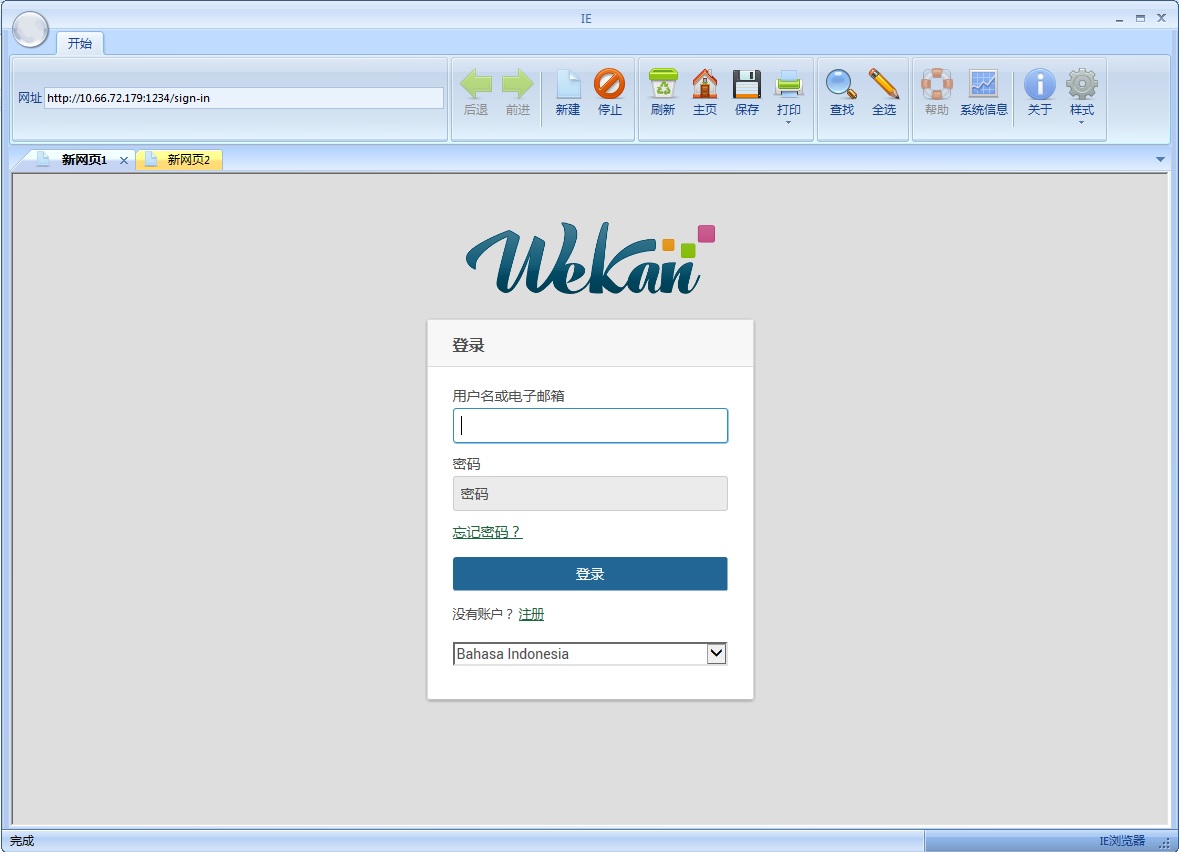 IE
开始
网址 http://10.66.72.179:1234/sign-in
后退 前进 新建 停止 刷新 主页 保存 打印 查找 全选 帮助 系统信息 关于 样式
新网页1 新网页2
Wekan
登录
用户名或电子邮箱
密码
密码
忘记密码？
登录
没有账户？ 注册
Bahasa Indonesia
完成 IE浏览器